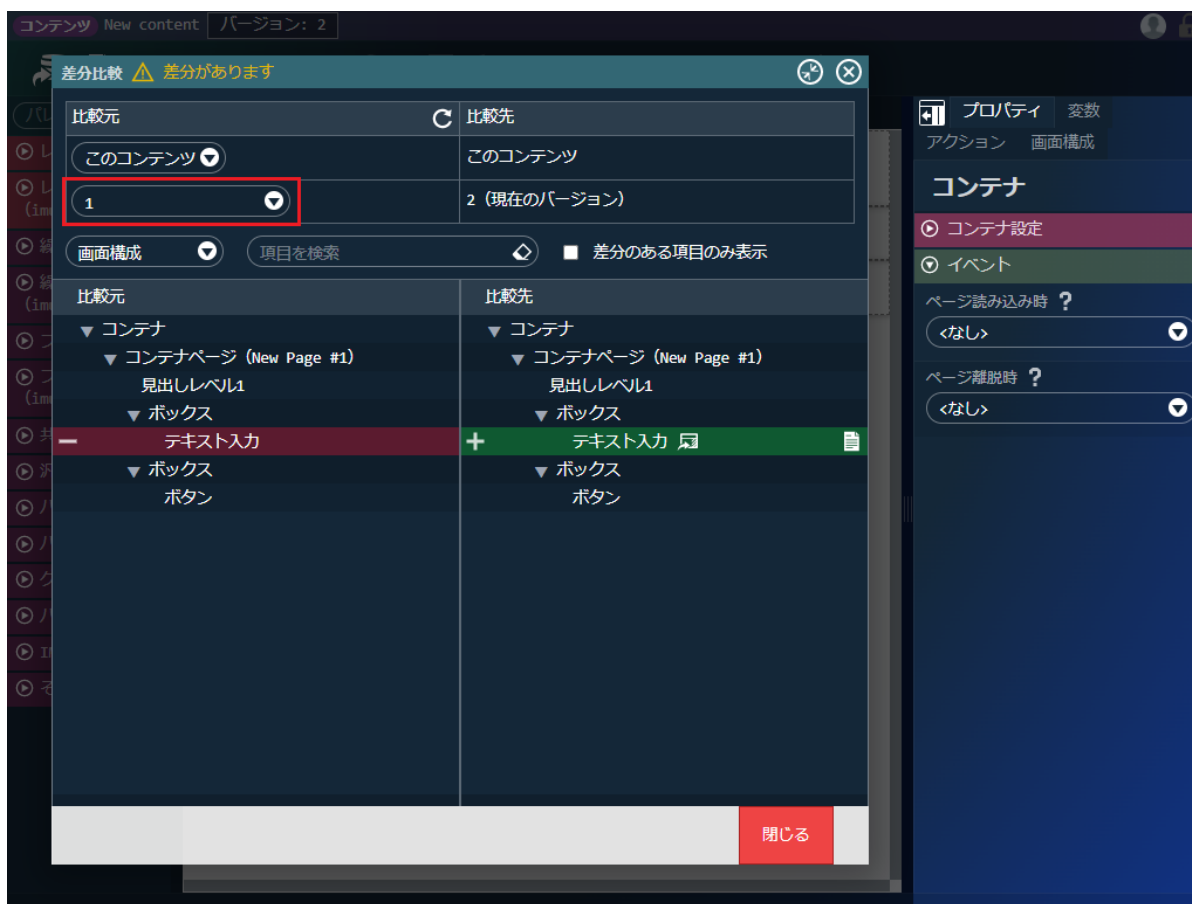 コンテンツ New content バージョン: 2
差分比較 差分があります
比較元 比較先
このコンテンツ このコンテンツ
1 2（現在のバージョン）
画面構成 項目を検索 差分のある項目のみ表示
比較元 比較先
コンテナ コンテナ
コンテナページ（New Page #1） コンテナページ（New Page #1）
見出しレベル1 見出しレベル1
ボックス ボックス
テキスト入力 テキスト入力
ボックス ボックス
ボタン ボタン
閉じる
プロパティ 変数
アクション 画面構成
コンテナ
コンテナ設定
イベント
ページ読み込み時 ?
<なし>
ページ離脱時 ?
<なし>